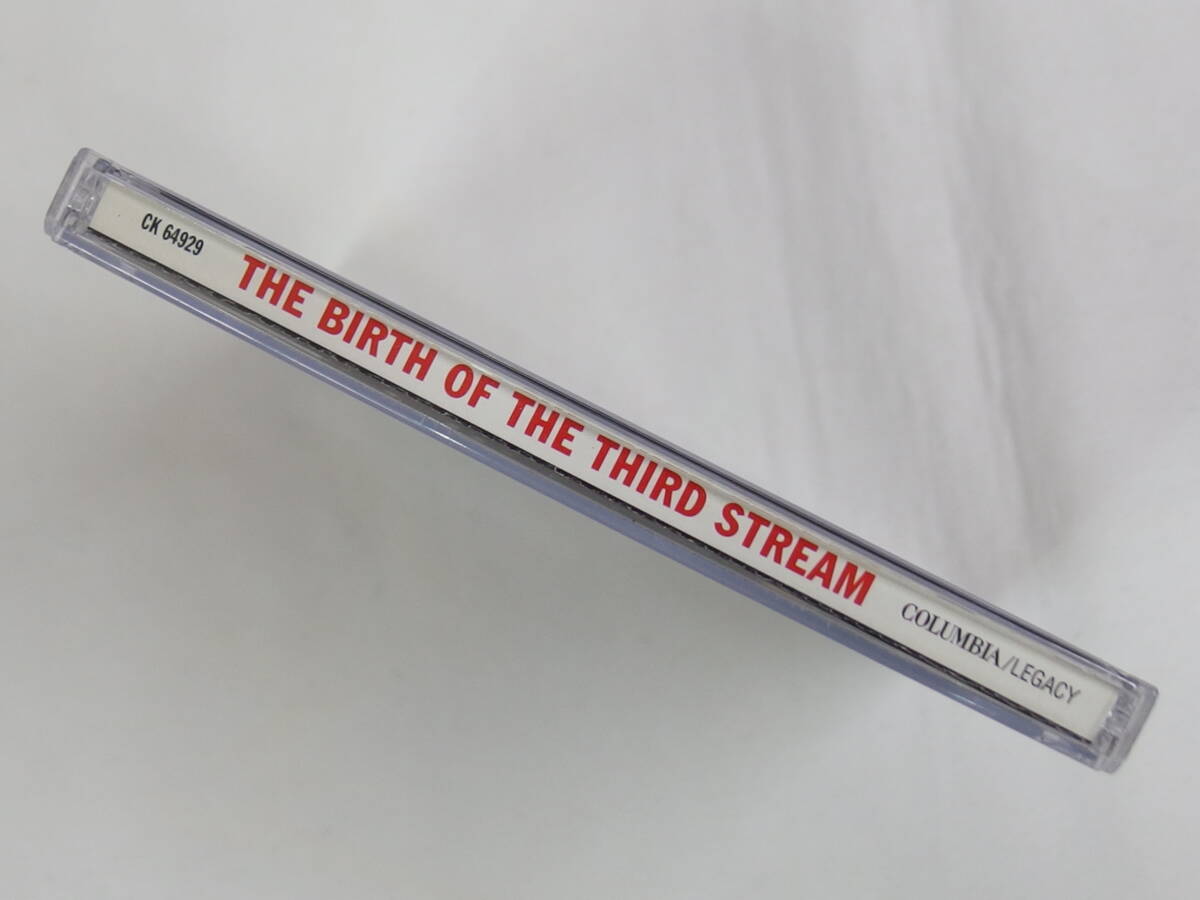 CK 64929 THE BIRTH OF THE THIRD STREAM COLUMBIA/LEGACY